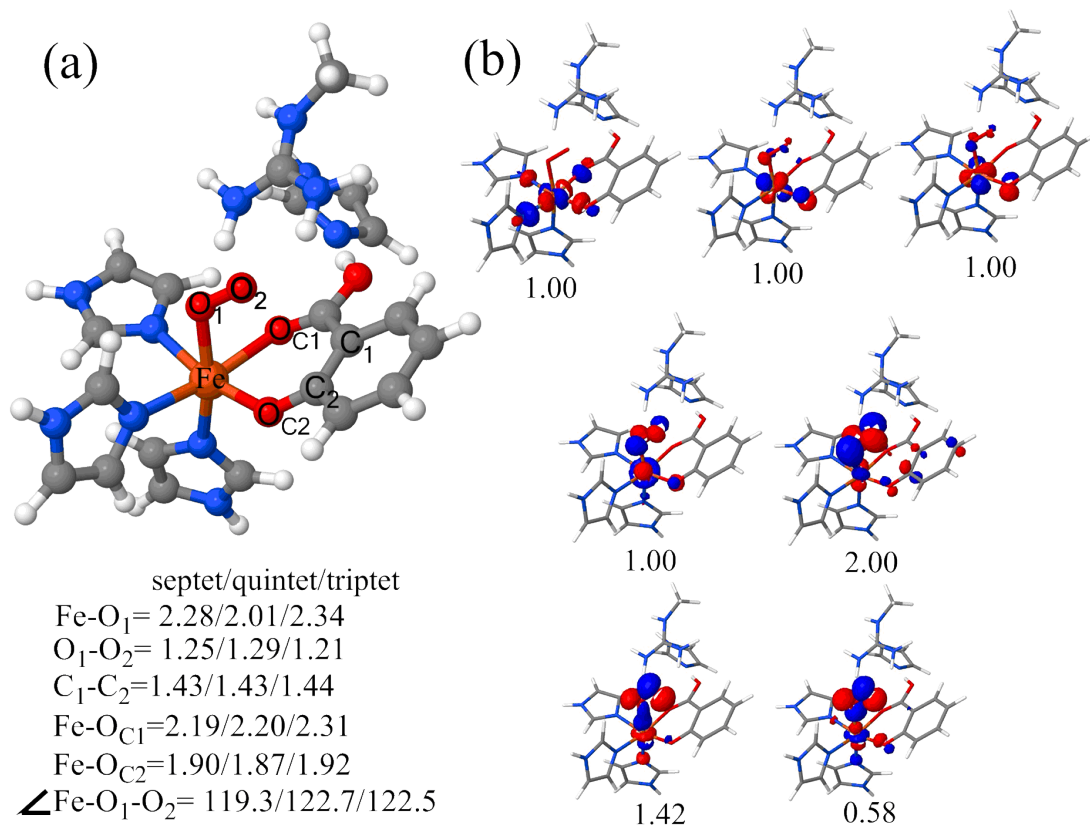 (a)
(b)
O1
O2
OC1
C1
Fe
C2
OC2
1.00
1.00
1.00
1.00
2.00
1.42
0.58
septet/quintet/triptet
Fe-O1= 2.28/2.01/2.34
O1-O2= 1.25/1.29/1.21
C1-C2=1.43/1.43/1.44
Fe-OC1=2.19/2.20/2.31
Fe-OC2=1.90/1.87/1.92
∠Fe-O1-O2= 119.3/122.7/122.5